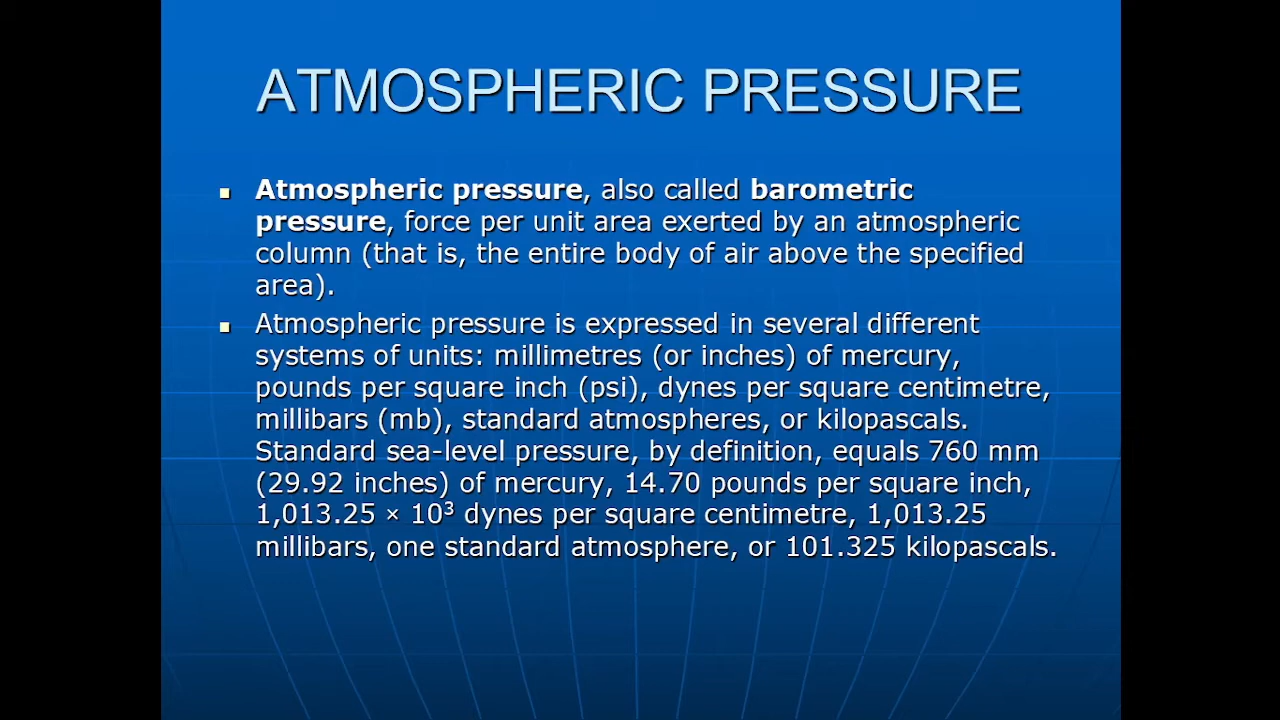 ATMOSPHERIC PRESSURE
Atmospheric pressure, also called barometric
pressure, force per unit area exerted by an atmospheric
column (that is, the entire body of air above the specified
area).
Atmospheric pressure is expressed in several different
systems of units: millimetres (or inches) of mercury,
pounds per square inch (psi), dynes per square centimetre,
millibars (mb), standard atmospheres, or kilopascals.
Standard sea-level pressure, by definition, equals 760 mm
(29.92 inches) of mercury, 14.70 pounds per square inch,
1,013.25 × 10³ dynes per square centimetre, 1,013.25
millibars, one standard atmosphere, or 101.325 kilopascals.